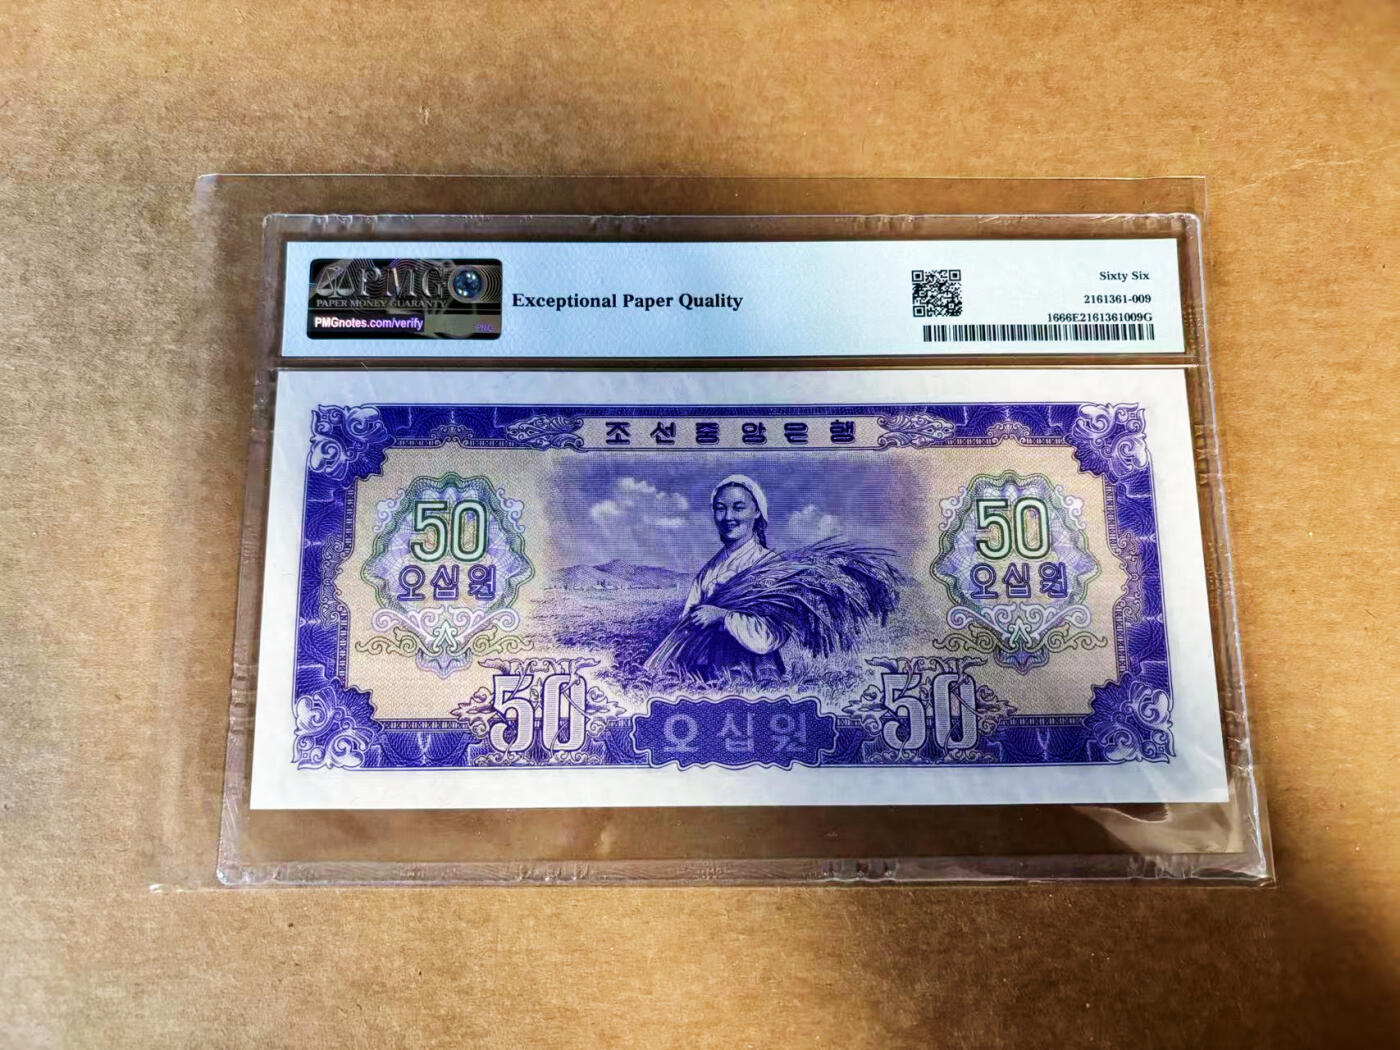 PMG
PAPER MONEY GUARANTY
PMGnotes.com/verify
PMG
Exceptional Paper Quality
Sixty Six
2161361-009
1666E2161361009G
조선중앙은행
50
오십원
50
오십원
50
오십원
50